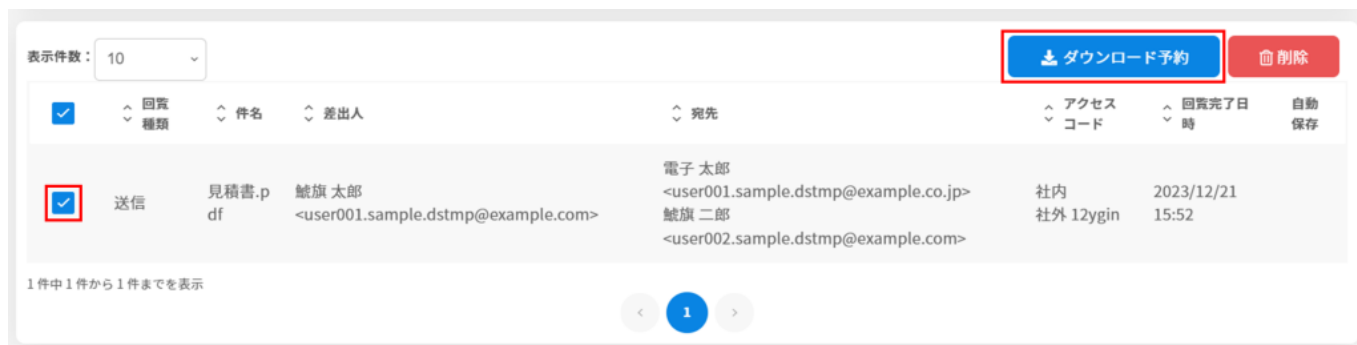 表示件数： 10 ダウンロード予約 削除
回覧種類 件名 差出人 宛先 アクセスコード 回覧完了日時 自動保存
送信
見積書.p
df
鯱旗 太郎
<user001.sample.dstmp@example.com>
電子 太郎
<user001.sample.dstmp@example.co.jp>
鯱旗 二郎
<user002.sample.dstmp@example.com>
社内
社外 12ygin
2023/12/21
15:52
1 件中 1 件から 1 件までを表示
1